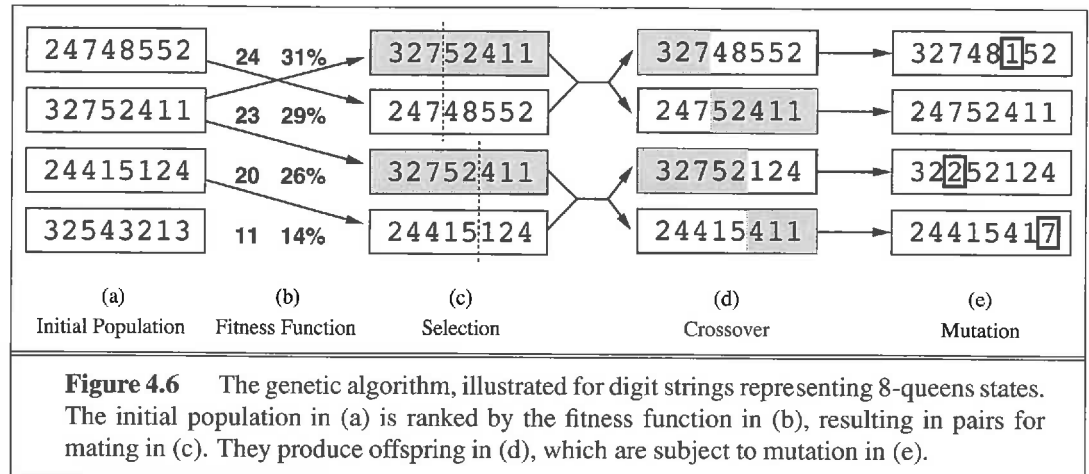 24748552 24 31% 32752411 32748552 32748152
32752411 23 29% 24748552 24752411 24752411
24415124 20 26% 32752411 32752124 32252124
32543213 11 14% 24415124 24415411 24415417
(a) (b) (c) (d) (e)
Initial Population Fitness Function Selection Crossover Mutation
Figure 4.6 The genetic algorithm, illustrated for digit strings representing 8-queens states.
The initial population in (a) is ranked by the fitness function in (b), resulting in pairs for
mating in (c). They produce offspring in (d), which are subject to mutation in (e).